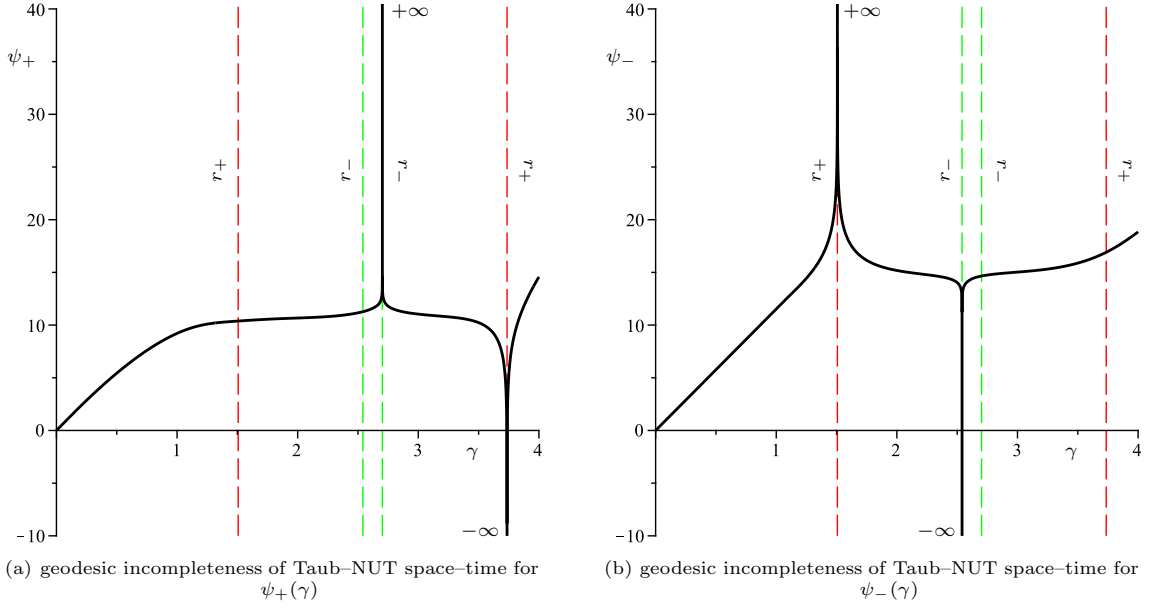 40
ψ+
30
20
10
0
−10
+∞
r+
r−
r−
r+
1
2
3
γ
4
−∞
(a) geodesic incompleteness of Taub–NUT space–time for
ψ+(γ)
40
ψ−
30
20
10
0
−10
+∞
r+
r−
r−
r+
1
2
3
γ
4
−∞
(b) geodesic incompleteness of Taub–NUT space–time for
ψ−(γ)